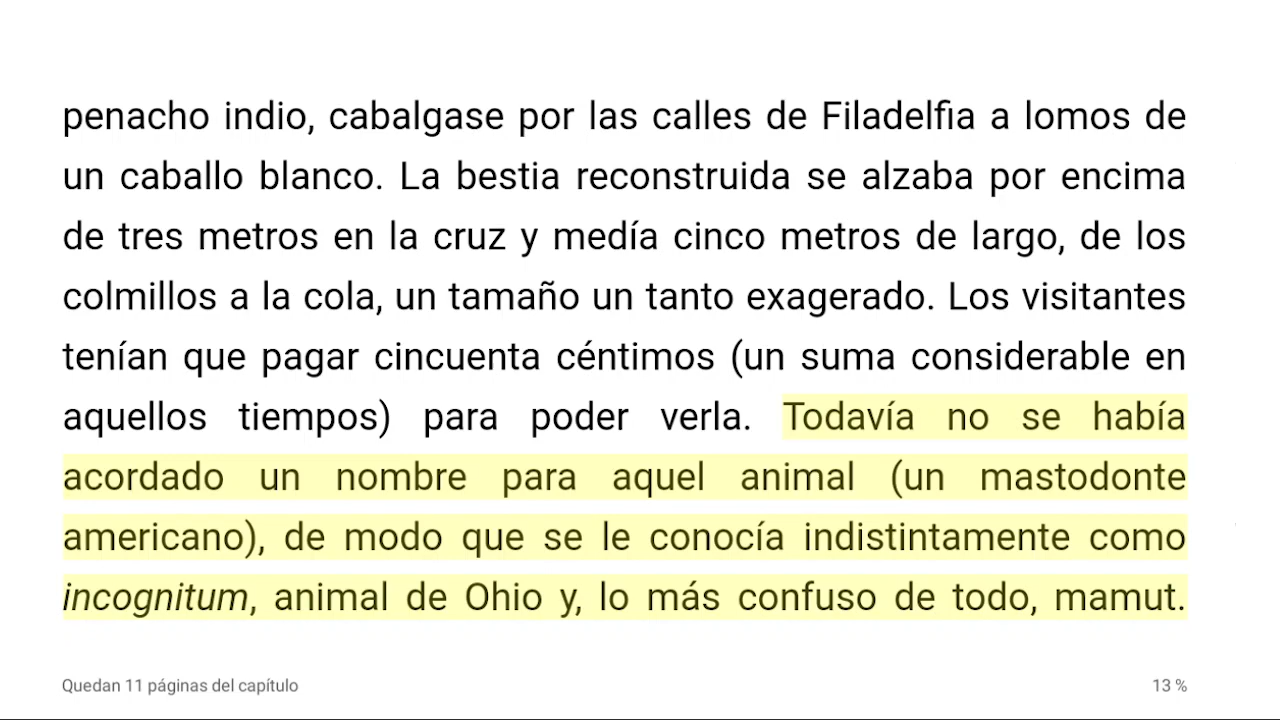 penacho indio, cabalgase por las calles de Filadelfia a lomos de
un caballo blanco. La bestia reconstruida se alzaba por encima
de tres metros en la cruz y medía cinco metros de largo, de los
colmillos a la cola, un tamaño un tanto exagerado. Los visitantes
tenían que pagar cincuenta céntimos (un suma considerable en
aquellos tiempos) para poder verla. Todavía no se había
acordado un nombre para aquel animal (un mastodonte
americano), de modo que se le conocía indistintamente como
incognitum, animal de Ohio y, lo más confuso de todo, mamut.
Quedan 11 páginas del capítulo
13 %